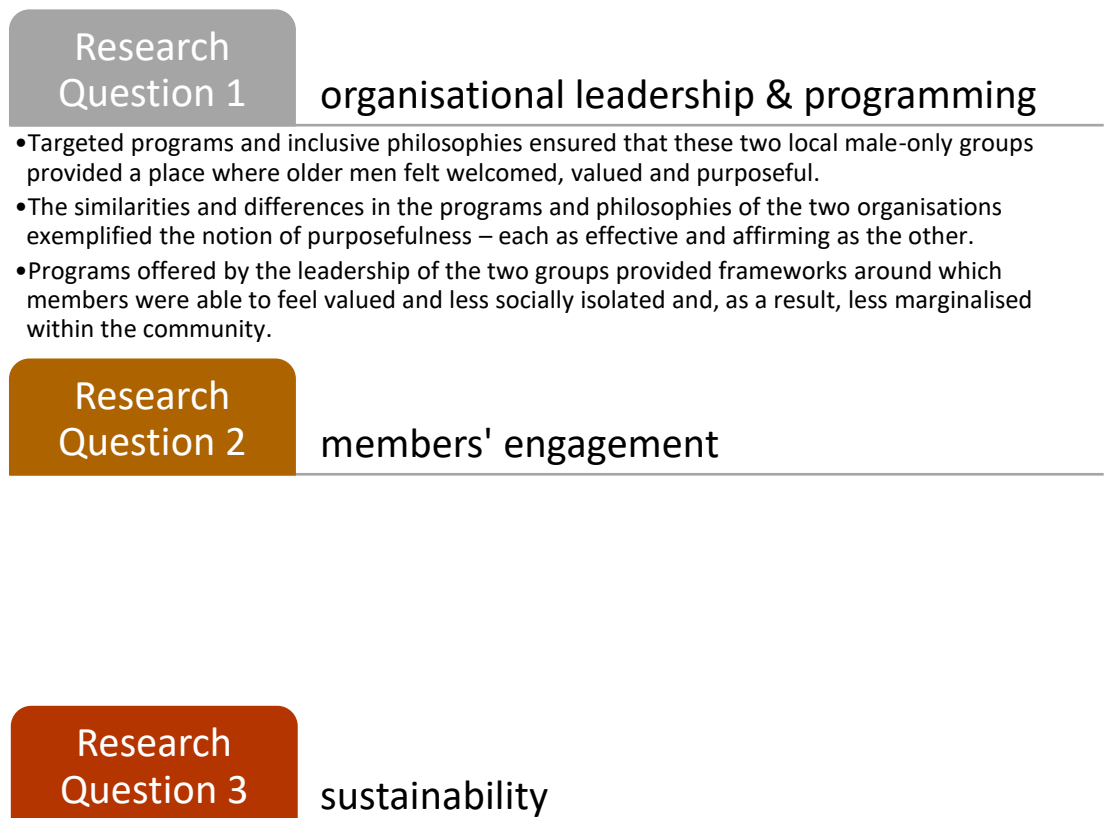 Research
Question 1
organisational leadership & programming
•Targeted programs and inclusive philosophies ensured that these two local male-only groups
provided a place where older men felt welcomed, valued and purposeful.
•The similarities and differences in the programs and philosophies of the two organisations
exemplified the notion of purposefulness – each as effective and affirming as the other.
•Programs offered by the leadership of the two groups provided frameworks around which
members were able to feel valued and less socially isolated and, as a result, less marginalised
within the community.
Research
Question 2
members' engagement
Research
Question 3
sustainability